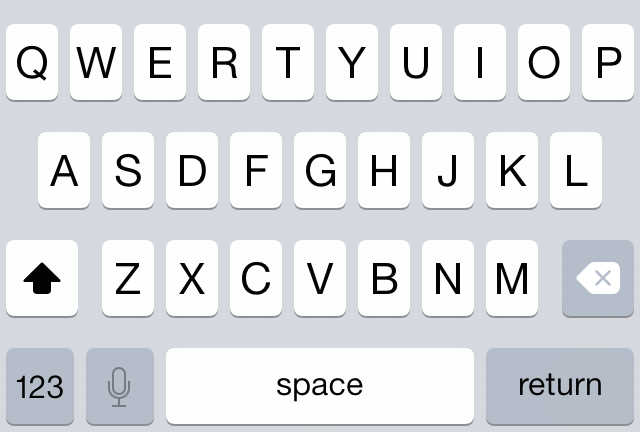 Q W E R T Y U I O P
A S D F G H J K L
Z X C V B N M
123 space return